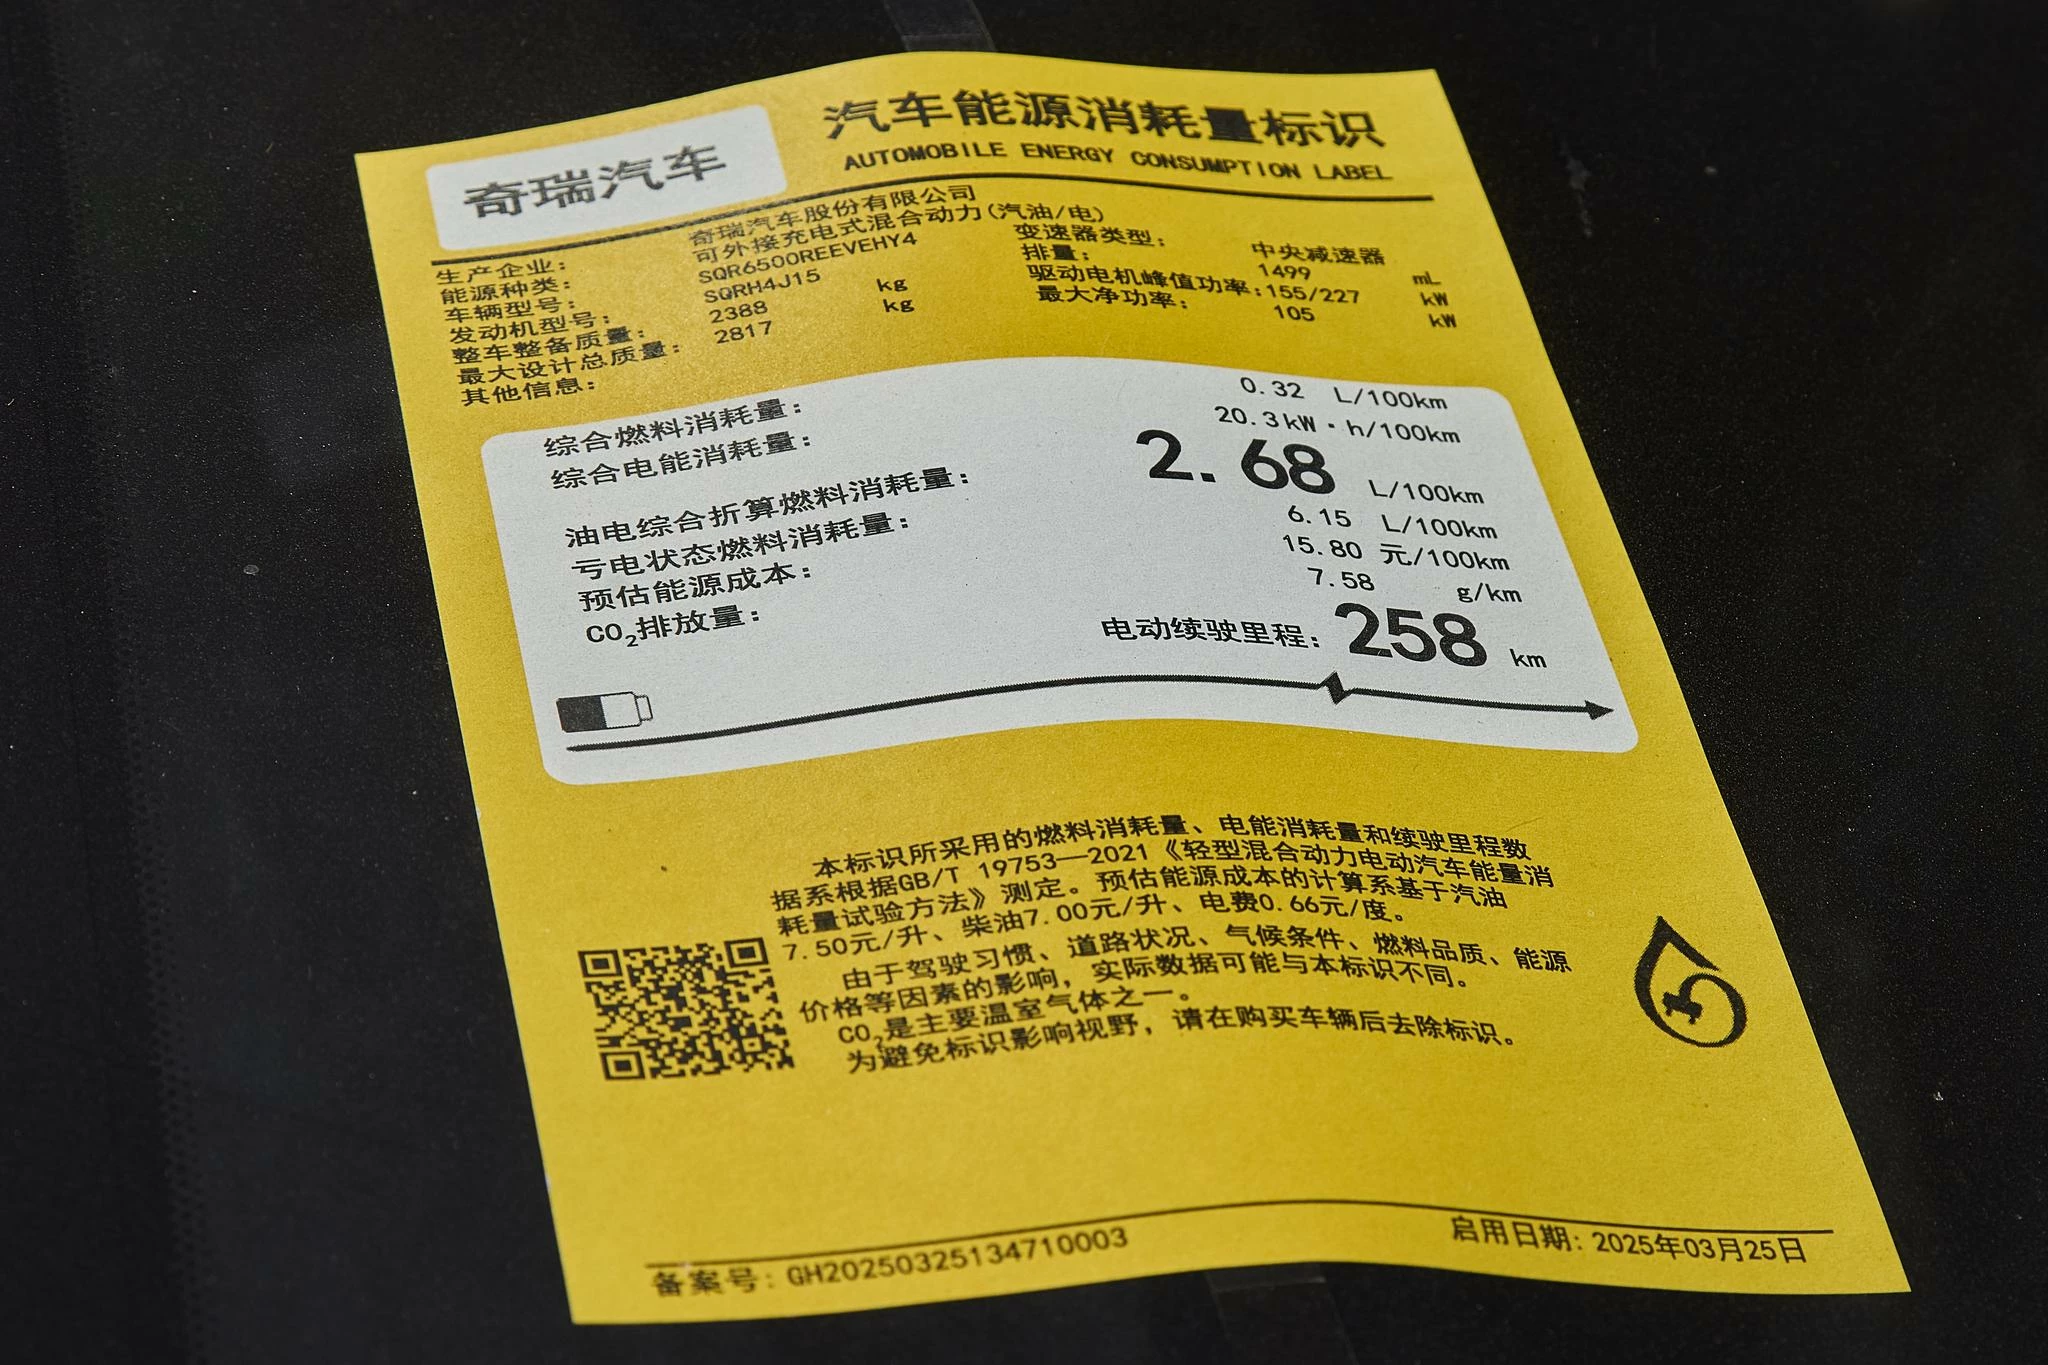 奇瑞汽车
汽车能源消耗量标识
AUTOMOBILE ENERGY CONSUMPTION LABEL
生产企业： 奇瑞汽车股份有限公司
能源种类： 可外接充电式混合动力(汽油/电)
车辆型号： SQR6500REEVEHY4 变速器类型： 中央减速器
发动机型号： SQRH4J15 排量： 1499 mL
整车整备质量： 2388 kg 驱动电机峰值功率：155/227 kW
最大设计总质量： 2817 kg 最大净功率： 105 kW
其他信息：
综合燃料消耗量： 0.32 L/100km
综合电能消耗量： 20.3kW·h/100km
油电综合折算燃料消耗量： 2.68 L/100km
亏电状态燃料消耗量： 6.15 L/100km
预估能源成本： 15.80 元/100km
CO₂排放量： 7.58 g/km
电动续驶里程：258 km
本标识所采用的燃料消耗量、电能消耗量和续驶里程数
据系根据GB/T 19753—2021《轻型混合动力电动汽车能量消
耗量试验方法》测定。预估能源成本的计算系基于汽油
7.50元/升、柴油7.00元/升、电费0.66元/度。
由于驾驶习惯、道路状况、气候条件、燃料品质、能源
价格等因素的影响，实际数据可能与本标识不同。
CO₂是主要温室气体之一。
为避免标识影响视野，请在购买车辆后去除标识。
备案号：GH20250325134710003
启用日期：2025年03月25日